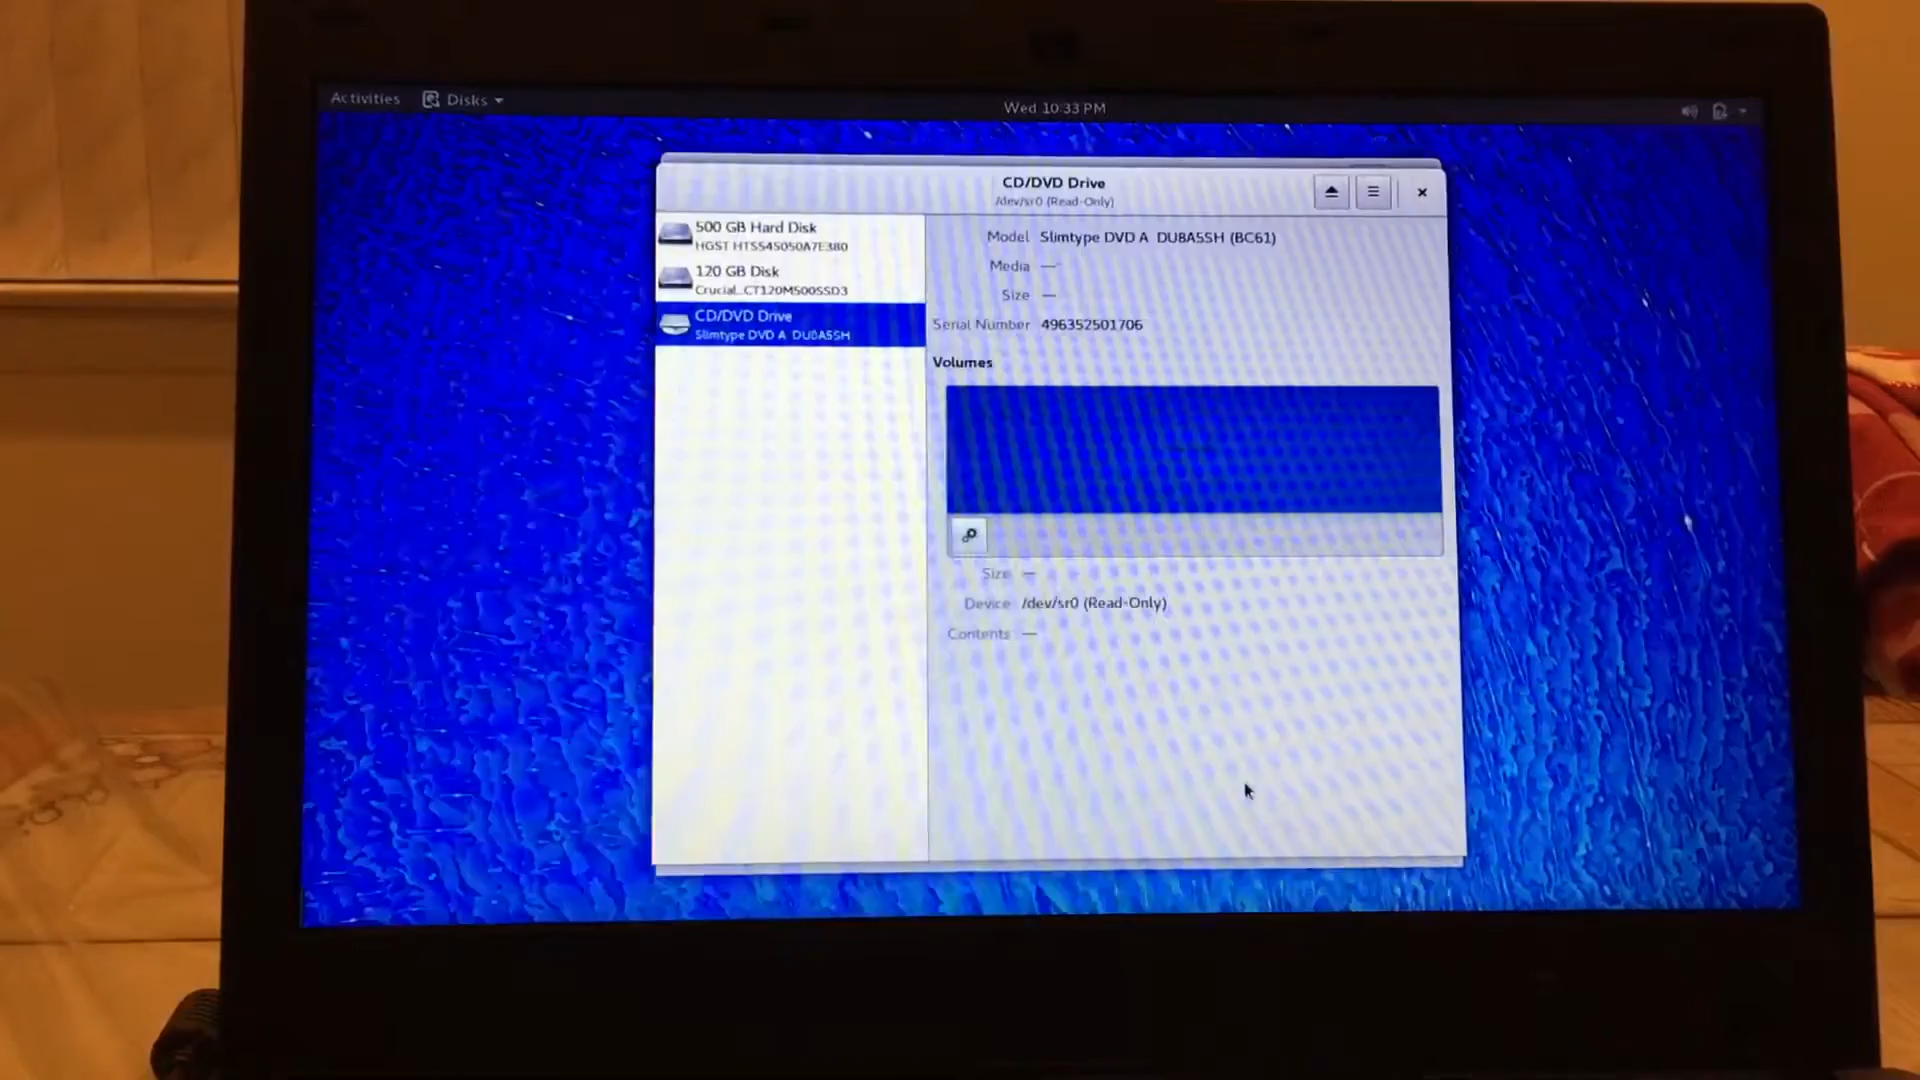 Activities Disks
Wed 10:33 PM
CD/DVD Drive
/dev/sr0 (Read-Only)
500 GB Hard Disk
HGST HTS545050A7E380
120 GB Disk
Crucial_CT120M500SSD3
CD/DVD Drive
Slimtype DVD A DU8A5SH
Model Slimtype DVD A DU8A5SH (BC61)
Media —
Size —
Serial Number 496352501706
Volumes
Size —
Device /dev/sr0 (Read-Only)
Contents —